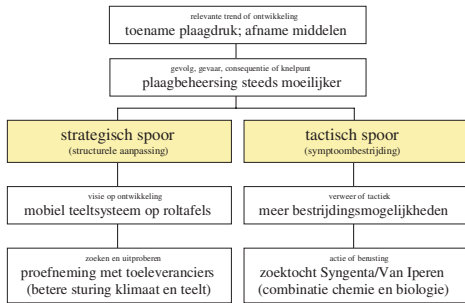 relevante trend of ontwikkeling
toename plaagdruk; afname middelen
gevolg, gevaar, consequentie of knelpunt
plaagbeheersing steeds moeilijker
strategisch spoor
(structurele aanpassing)
tactisch spoor
(symptoombestrijding)
visie op ontwikkeling
mobiel teeltsysteem op roltafels
verweer of tactiek
meer bestrijdingsmogelijkheden
zoeken en uitproberen
proefneming met toeleveranciers
(betere sturing klimaat en teelt)
actie of berusting
zoektocht Syngenta/Van Iperen
(combinatie chemie en biologie)